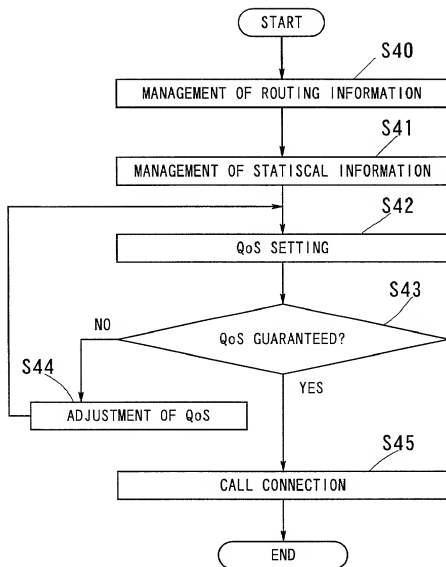 START
S40
MANAGEMENT OF ROUTING INFORMATION
S41
MANAGEMENT OF STATISCAL INFORMATION
S42
QoS SETTING
S43
QoS GUARANTEED?
NO
S44
YES
ADJUSTMENT OF QoS
S45
CALL CONNECTION
END